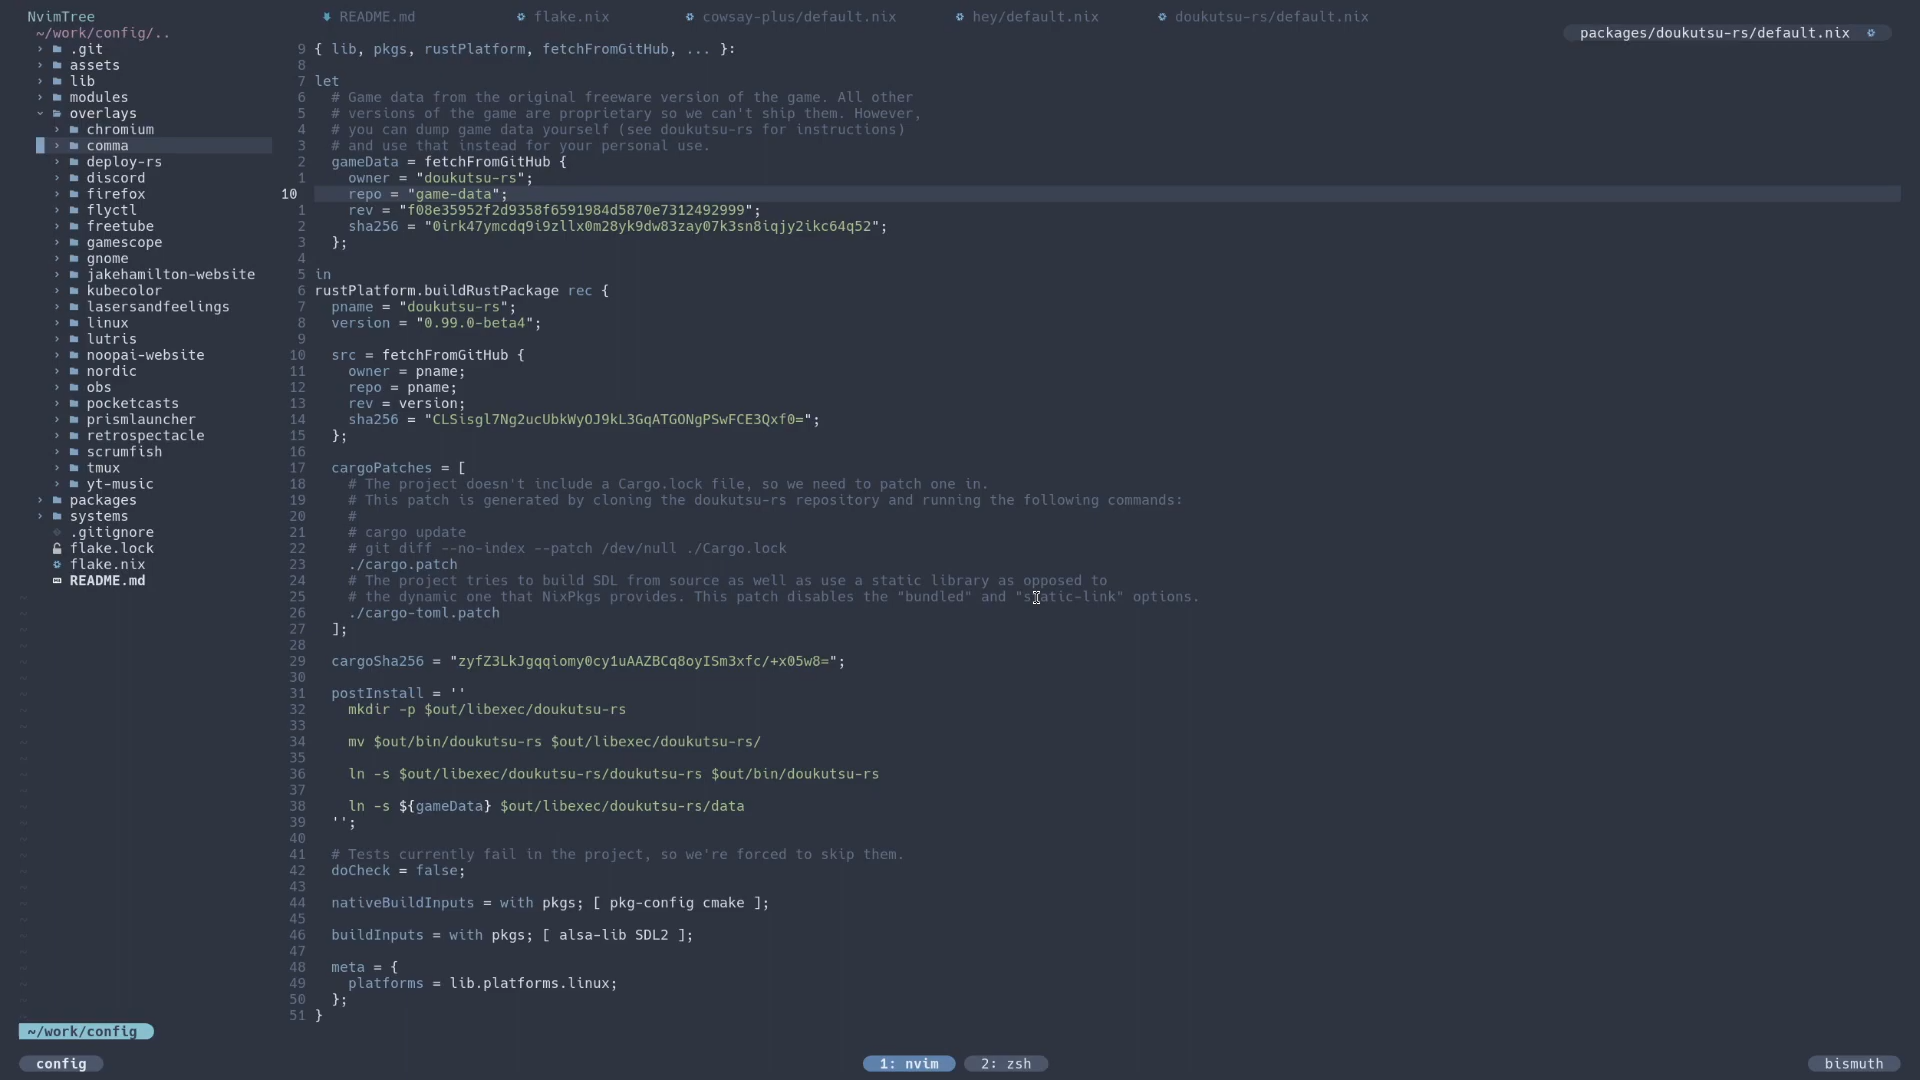 NvimTree
README.md
flake.nix
cowsay-plus/default.nix
hey/default.nix
doukutsu-rs/default.nix
packages/doukutsu-rs/default.nix
~/work/config/..
.git
assets
lib
modules
overlays
chromium
comma
deploy-rs
discord
firefox
flyctl
freetube
gamescope
gnome
jakehamilton-website
kubecolor
lasersandfeelings
linux
lutris
noopai-website
nordic
obs
pocketcasts
prismlauncher
retrospectacle
scrumfish
tmux
yt-music
packages
systems
.gitignore
flake.lock
flake.nix
README.md
9 { lib, pkgs, rustPlatform, fetchFromGitHub, ... }:
8
7 let
6   # Game data from the original freeware version of the game. All other
5   # versions of the game are proprietary so we can't ship them. However,
4   # you can dump game data yourself (see doukutsu-rs for instructions)
3   # and use that instead for your personal use.
2   gameData = fetchFromGitHub {
1     owner = "doukutsu-rs";
10     repo = "game-data";
1     rev = "f08e35952f2d9358f6591984d5870e7312492999";
2     sha256 = "0irk47ymcdq9i9zllx0m28yk9dw83zay07k3sn8iqjy2ikc64q52";
3   };
4
5 in
6 rustPlatform.buildRustPackage rec {
7   pname = "doukutsu-rs";
8   version = "0.99.0-beta4";
9
10   src = fetchFromGitHub {
11     owner = pname;
12     repo = pname;
13     rev = version;
14     sha256 = "CLSisgl7Ng2ucUbkWyOJ9kL3GqATGONgPSwFCE3Qxf0=";
15   };
16
17   cargoPatches = [
18     # The project doesn't include a Cargo.lock file, so we need to patch one in.
19     # This patch is generated by cloning the doukutsu-rs repository and running the following commands:
20     #
21     # cargo update
22     # git diff --no-index --patch /dev/null ./Cargo.lock
23     ./cargo.patch
24     # The project tries to build SDL from source as well as use a static library as opposed to
25     # the dynamic one that NixPkgs provides. This patch disables the "bundled" and "static-link" options.
26     ./cargo-toml.patch
27   ];
28
29   cargoSha256 = "zyfZ3LkJgqqiomy0cy1uAAZBCq8oyISm3xfc/+x05w8=";
30
31   postInstall = ''
32     mkdir -p $out/libexec/doukutsu-rs
33
34     mv $out/bin/doukutsu-rs $out/libexec/doukutsu-rs/
35
36     ln -s $out/libexec/doukutsu-rs/doukutsu-rs $out/bin/doukutsu-rs
37
38     ln -s ${gameData} $out/libexec/doukutsu-rs/data
39   '';
40
41   # Tests currently fail in the project, so we're forced to skip them.
42   doCheck = false;
43
44   nativeBuildInputs = with pkgs; [ pkg-config cmake ];
45
46   buildInputs = with pkgs; [ alsa-lib SDL2 ];
47
48   meta = {
49     platforms = lib.platforms.linux;
50   };
51 }
~/work/config
config
1: nvim
2: zsh
bismuth